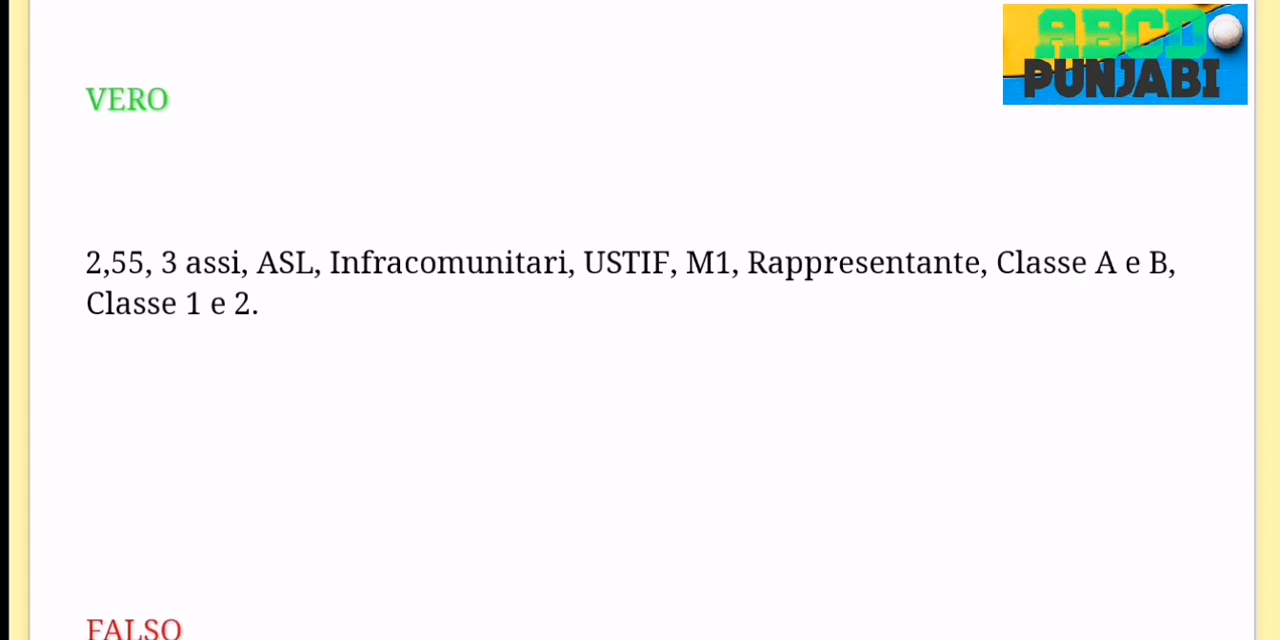 ABCD
PUNJABI
VERO
2,55, 3 assi, ASL, Infracomunitari, USTIF, M1, Rappresentante, Classe A e B,
Classe 1 e 2.
FALSO